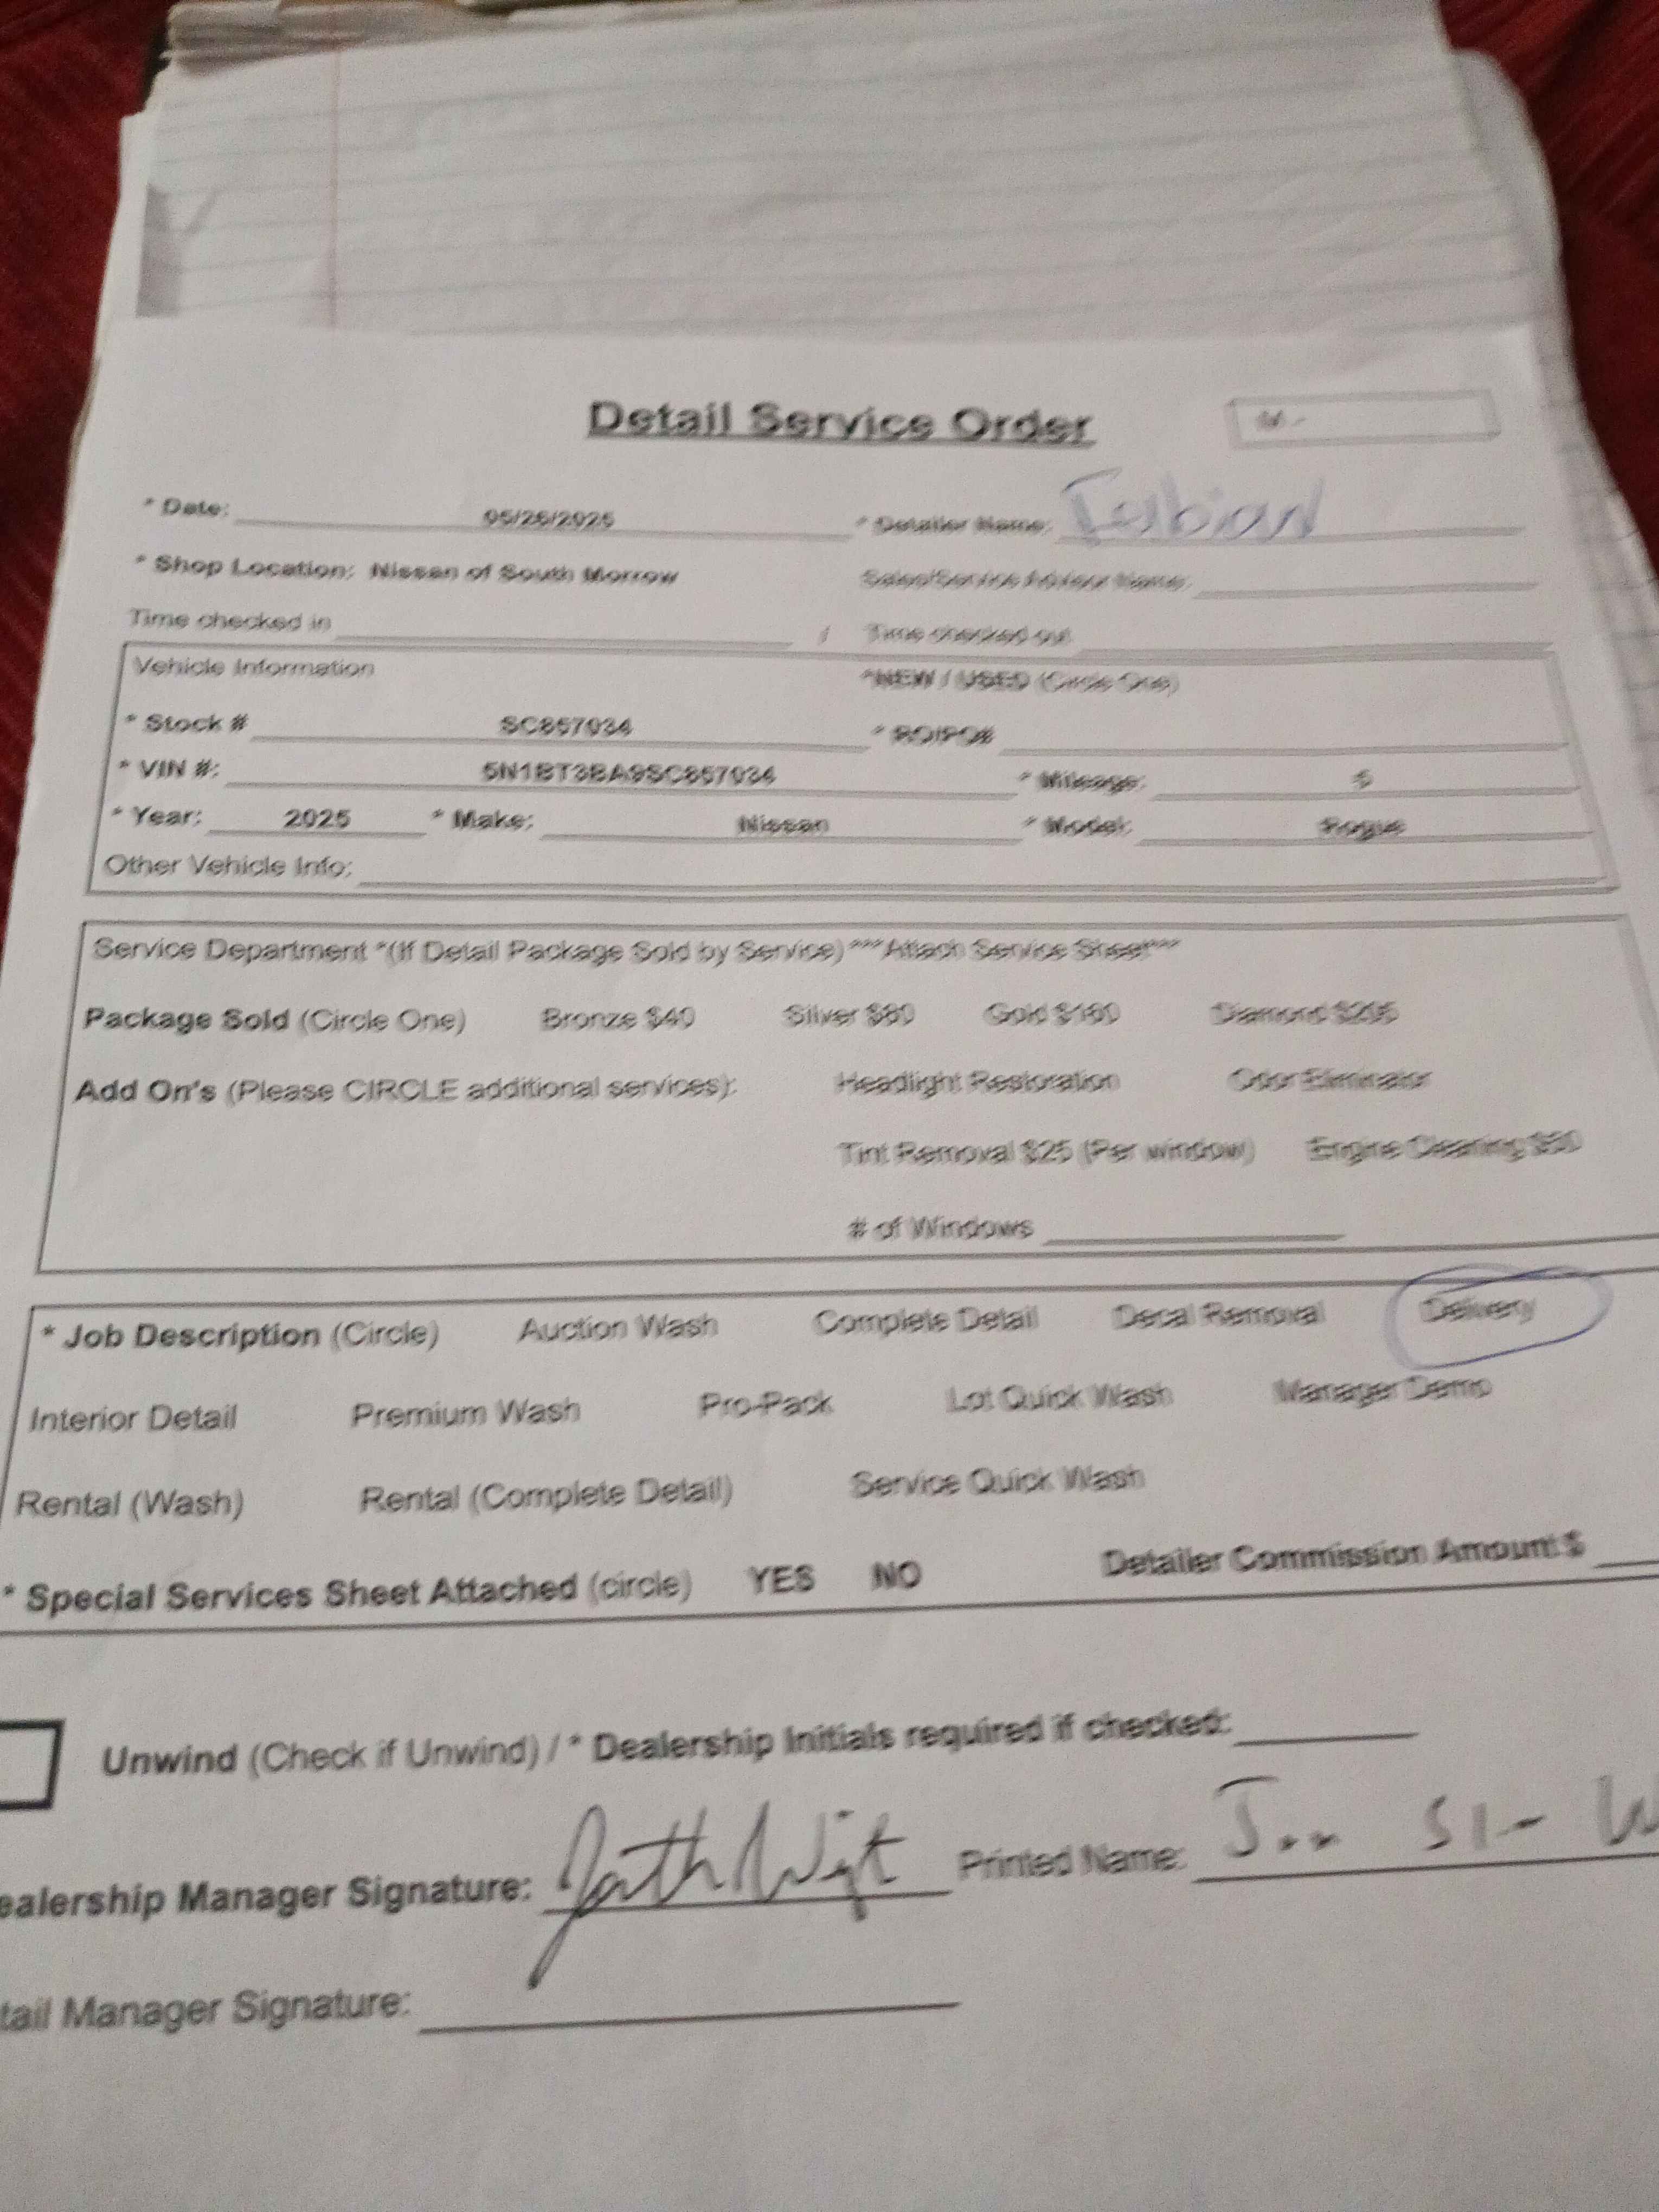 Detail Service Order
* Date: 05/26/2025 * Detailer Name: Fabian
* Shop Location: Nissan of South Morrow Sales/Service Advisor Name:
Time checked in / Time checked out
Vehicle Information *NEW / USED (Circle One)
* Stock # SC857034 * RO/PO#
* VIN #: 5N1BT3BA9SC857034 * Mileage: 5
* Year: 2025 * Make: Nissan * Model: Rogue
Other Vehicle Info:
Service Department *(If Detail Package Sold by Service) ***Attach Service Sheet***
Package Sold (Circle One) Bronze $40 Silver $80 Gold $160 Diamond
Add On's (Please CIRCLE additional services): Headlight Restoration Odor Eliminator
Tint Removal $25 (Per window) Engine Cleaning $50
# of Windows
* Job Description (Circle) Auction Wash Complete Detail Decal Removal Delivery
Interior Detail Premium Wash Pro-Pack Lot Quick Wash Manager Demo
Rental (Wash) Rental (Complete Detail) Service Quick Wash
* Special Services Sheet Attached (circle) YES NO Detailer Commission Amount $
Unwind (Check if Unwind) / * Dealership Initials required if checked:
ealership Manager Signature: Printed Name:
tail Manager Signature: